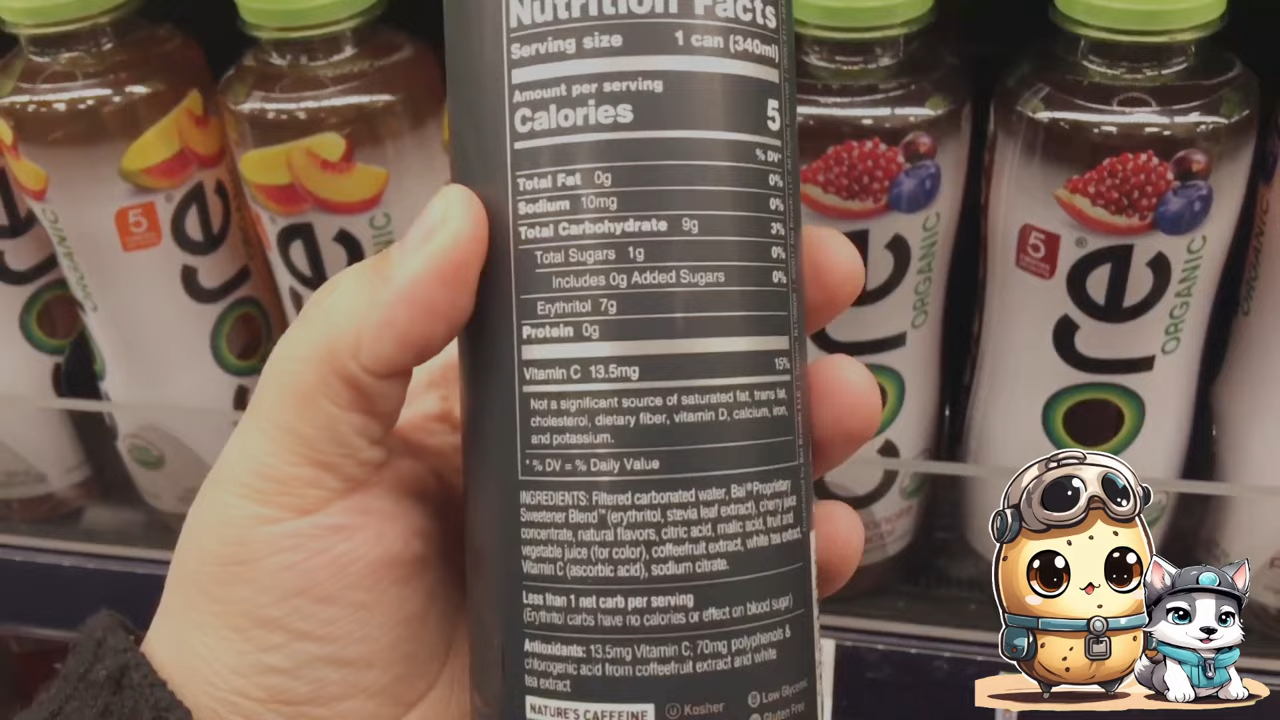 Nutrition Facts
Serving size 1 can (340ml)
Amount per serving
Calories 5
% DV*
Total Fat 0g 0%
Sodium 10mg 0%
Total Carbohydrate 9g 3%
Total Sugars 1g 0%
Includes 0g Added Sugars 0%
Erythritol 7g
Protein 0g
Vitamin C 13.5mg 15%
Not a significant source of saturated fat, trans fat,
cholesterol, dietary fiber, vitamin D, calcium, iron,
and potassium.
* % DV = % Daily Value
INGREDIENTS: Filtered carbonated water, Bai® Proprietary
Sweetener Blend™ (erythritol, stevia leaf extract), cherry juice
concentrate, natural flavors, citric acid, malic acid, fruit and
vegetable juice (for color), coffeefruit extract, white tea extract,
Vitamin C (ascorbic acid), sodium citrate.
Less than 1 net carb per serving
(Erythritol carbs have no calories or effect on blood sugar)
Antioxidants: 13.5mg Vitamin C; 70mg polyphenols &
chlorogenic acid from coffeefruit extract and white
tea extract
NATURE'S CAFFEINE
U Kosher
Low Glycemic
Gluten Free
5
ore
ORGANIC
5
ore®
ORGANIC
core
ORGANIC